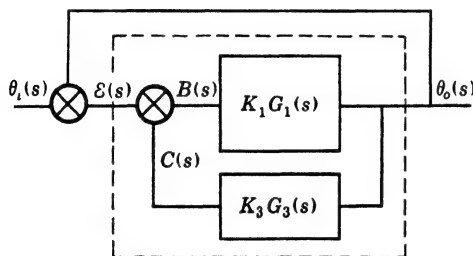 θᵢ(s)
ℰ(s)
B(s)
K₁G₁(s)
θₒ(s)
C(s)
K₃G₃(s)